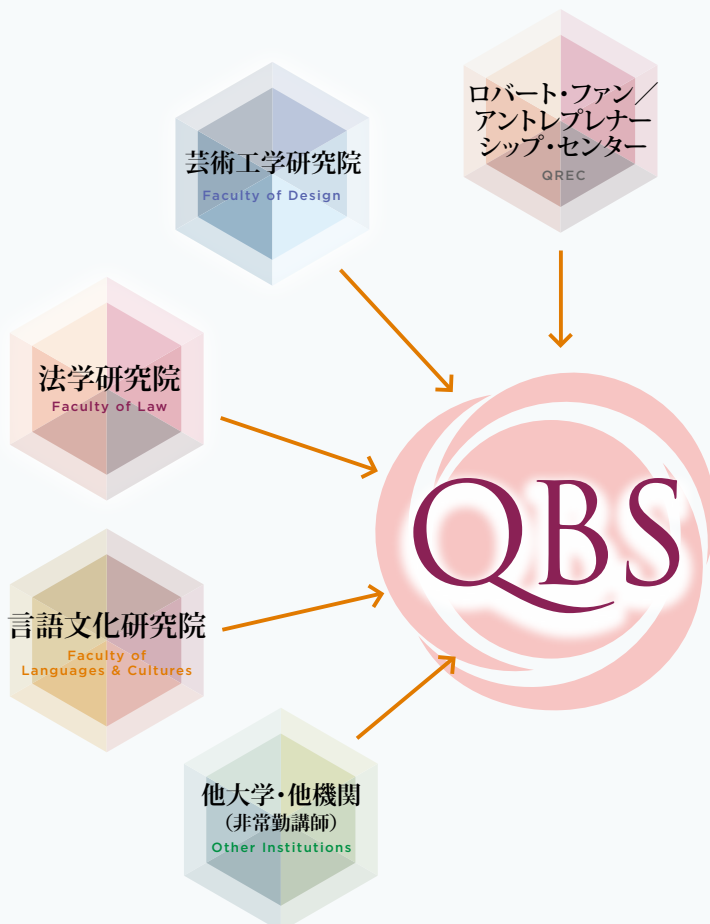 ロバート・ファン／
アントレプレナー
シップ・センター
QREC
芸術工学研究院
Faculty of Design
法学研究院
Faculty of Law
QBS
言語文化研究院
Faculty of
Languages & Cultures
他大学・他機関
（非常勤講師）
Other Institutions